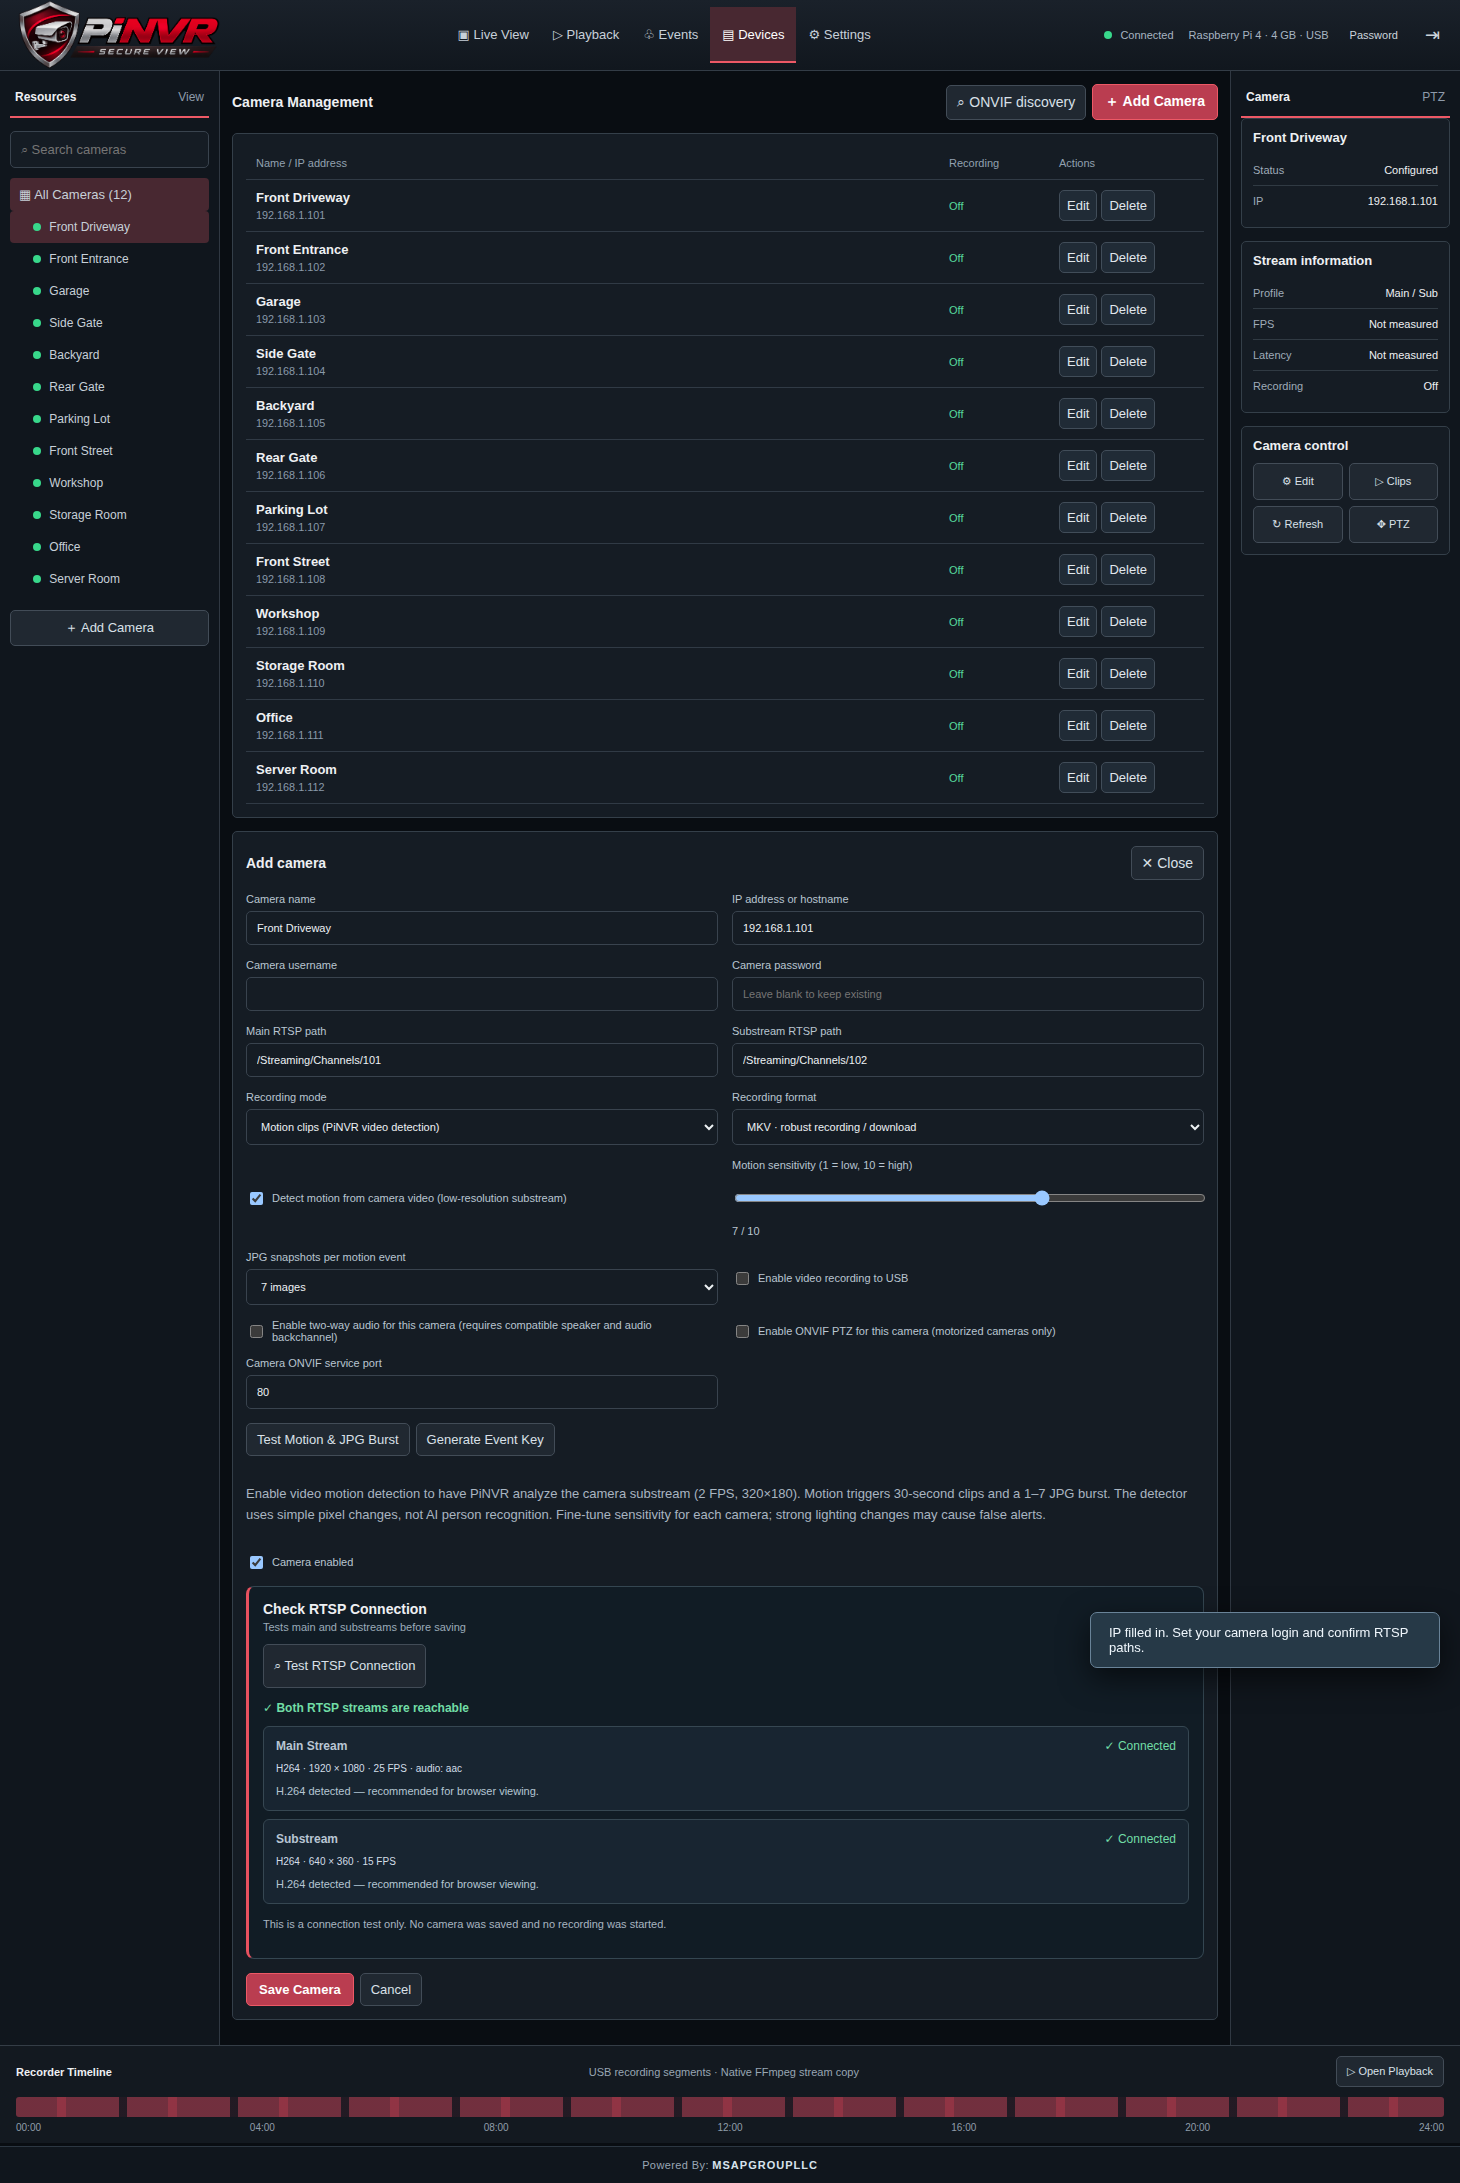 PiNVR
SECURE VIEW
▣ Live View
▷ Playback
♧ Events
▤ Devices
⚙ Settings
Connected
Raspberry Pi 4 · 4 GB · USB
Password
Resources
View
⌕ Search cameras
▦ All Cameras (12)
Front Driveway
Front Entrance
Garage
Side Gate
Backyard
Rear Gate
Parking Lot
Front Street
Workshop
Storage Room
Office
Server Room
+ Add Camera
Camera Management
⌕ ONVIF discovery
+ Add Camera
Name / IP address Recording Actions
Front Driveway
192.168.1.101
Off Edit Delete
Front Entrance
192.168.1.102
Off Edit Delete
Garage
192.168.1.103
Off Edit Delete
Side Gate
192.168.1.104
Off Edit Delete
Backyard
192.168.1.105
Off Edit Delete
Rear Gate
192.168.1.106
Off Edit Delete
Parking Lot
192.168.1.107
Off Edit Delete
Front Street
192.168.1.108
Off Edit Delete
Workshop
192.168.1.109
Off Edit Delete
Storage Room
192.168.1.110
Off Edit Delete
Office
192.168.1.111
Off Edit Delete
Server Room
192.168.1.112
Off Edit Delete
Add camera
✕ Close
Camera name
Front Driveway
IP address or hostname
192.168.1.101
Camera username
Camera password
Leave blank to keep existing
Main RTSP path
/Streaming/Channels/101
Substream RTSP path
/Streaming/Channels/102
Recording mode
Motion clips (PiNVR video detection)
Recording format
MKV · robust recording / download
Detect motion from camera video (low-resolution substream)
Motion sensitivity (1 = low, 10 = high)
7 / 10
JPG snapshots per motion event
7 images
Enable video recording to USB
Enable two-way audio for this camera (requires compatible speaker and audio
backchannel)
Enable ONVIF PTZ for this camera (motorized cameras only)
Camera ONVIF service port
80
Test Motion & JPG Burst
Generate Event Key
Enable video motion detection to have PiNVR analyze the camera substream (2 FPS, 320×180). Motion triggers 30-second clips and a 1–7 JPG burst. The detector
uses simple pixel changes, not AI person recognition. Fine-tune sensitivity for each camera; strong lighting changes may cause false alerts.
Camera enabled
Check RTSP Connection
Tests main and substreams before saving
⌕ Test RTSP Connection
✓ Both RTSP streams are reachable
Main Stream ✓ Connected
H264 · 1920 × 1080 · 25 FPS · audio: aac
H.264 detected — recommended for browser viewing.
Substream ✓ Connected
H264 · 640 × 360 · 15 FPS
H.264 detected — recommended for browser viewing.
This is a connection test only. No camera was saved and no recording was started.
Save Camera
Cancel
Camera
PTZ
Front Driveway
Status Configured
IP 192.168.1.101
Stream information
Profile Main / Sub
FPS Not measured
Latency Not measured
Recording Off
Camera control
⚙ Edit
▷ Clips
↻ Refresh
✥ PTZ
IP filled in. Set your camera login and confirm RTSP
paths.
Recorder Timeline
USB recording segments · Native FFmpeg stream copy
▷ Open Playback
00:00 04:00 08:00 12:00 16:00 20:00 24:00
Powered By: MSAPGROUPLLC